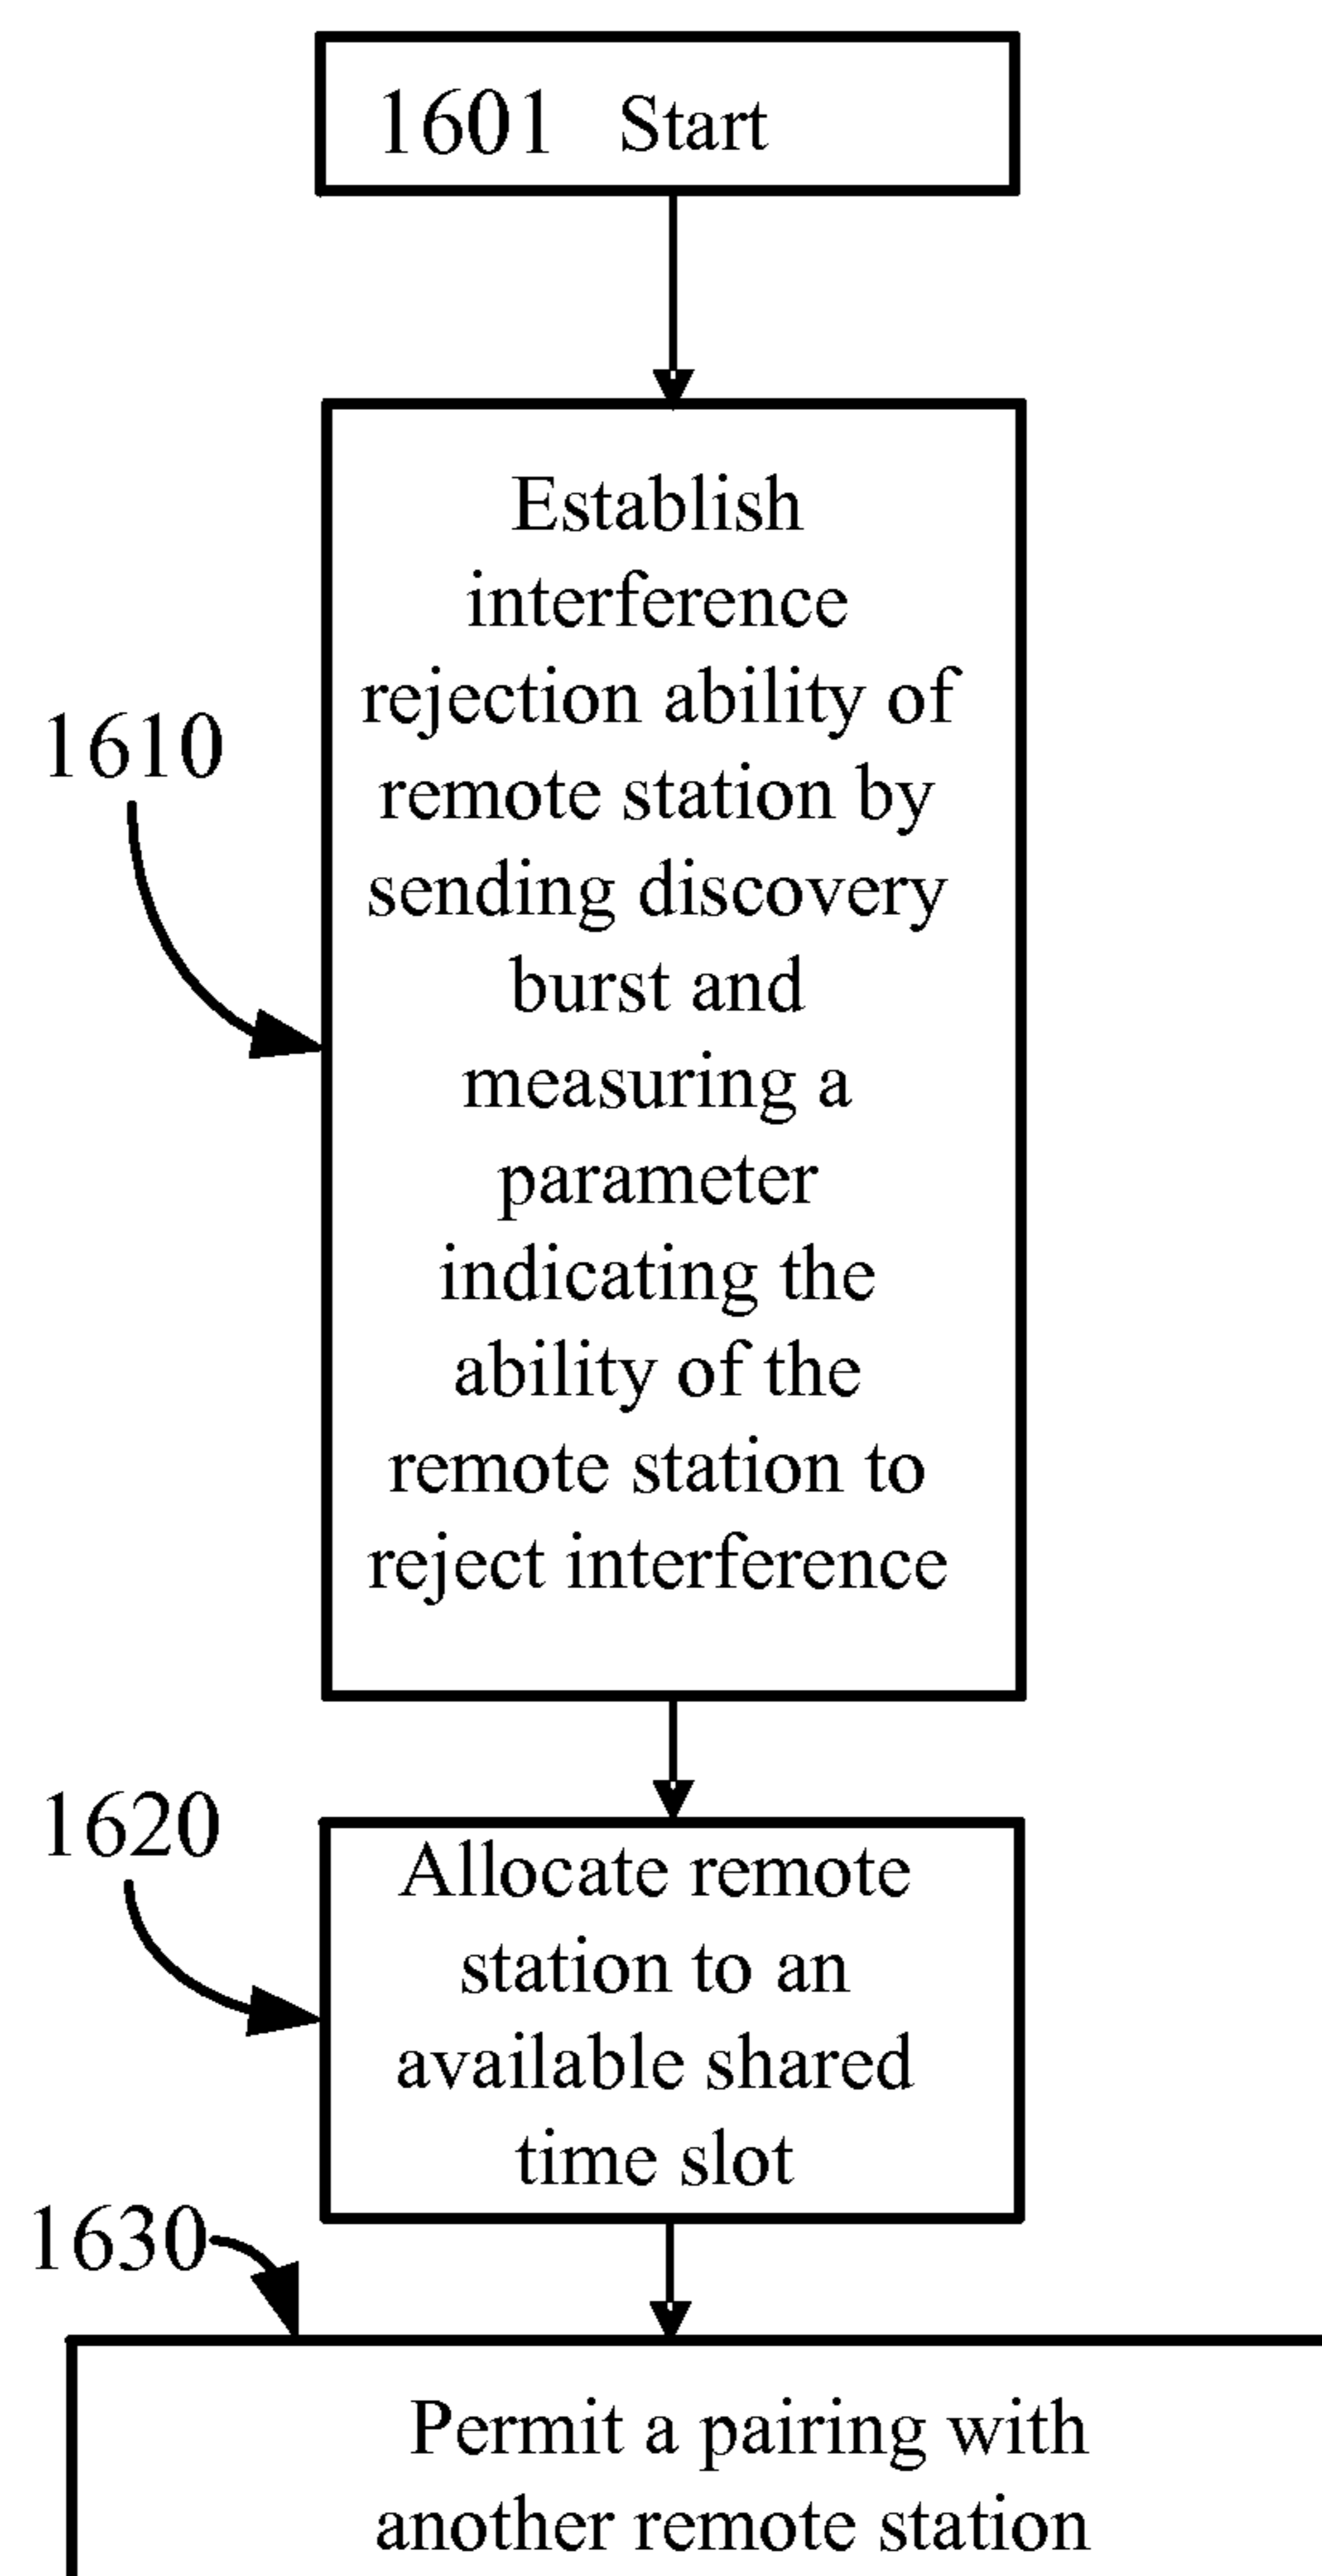 1601 Start
1610
Establish
interference
rejection ability of
remote station by
sending discovery
burst and
measuring a
parameter
indicating the
ability of the
remote station to
reject interference
1620
Allocate remote
station to an
available shared
time slot
1630
Permit a pairing with
another remote station